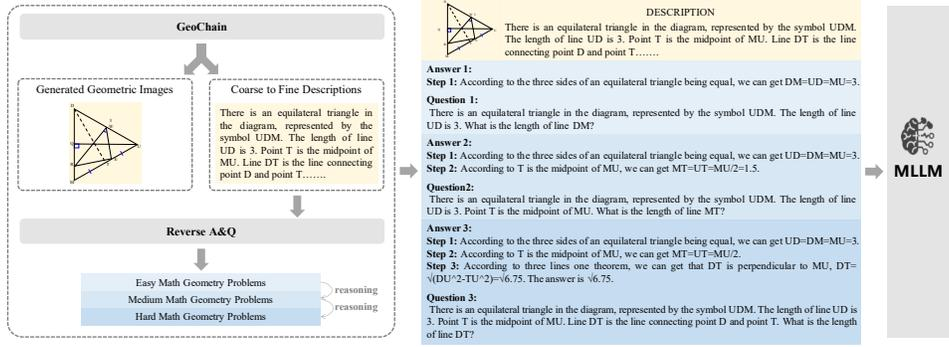 GeoChain
Generated Geometric Images
Coarse to Fine Descriptions
There is an equilateral triangle in
the diagram, represented by the
symbol UDM. The length of line
UD is 3. Point T is the midpoint of
MU. Line DT is the line connecting
point D and point T…….
Reverse A&Q
Easy Math Geometry Problems
Medium Math Geometry Problems
Hard Math Geometry Problems
reasoning
reasoning
DESCRIPTION
There is an equilateral triangle in the diagram, represented by the symbol UDM.
The length of line UD is 3. Point T is the midpoint of MU. Line DT is the line
connecting point D and point T…….
Answer 1:
Step 1: According to the three sides of an equilateral triangle being equal, we can get DM=UD=MU=3.
Question 1:
There is an equilateral triangle in the diagram, represented by the symbol UDM. The length of line
UD is 3. What is the length of line DM?
Answer 2:
Step 1: According to the three sides of an equilateral triangle being equal, we can get UD=DM=MU=3.
Step 2: According to T is the midpoint of MU, we can get MT=UT=MU/2=1.5.
Question2:
There is an equilateral triangle in the diagram, represented by the symbol UDM. The length of line
UD is 3. Point T is the midpoint of MU. What is the length of line MT?
Answer 3:
Step 1: According to the three sides of an equilateral triangle being equal, we can get UD=DM=MU=3.
Step 2: According to T is the midpoint of MU, we can get MT=UT=MU/2.
Step 3: According to three lines one theorem, we can get that DT is perpendicular to MU, DT=
√(DU^2-TU^2)=√6.75. The answer is √6.75.
Question 3:
There is an equilateral triangle in the diagram, represented by the symbol UDM. The length of line UD is
3. Point T is the midpoint of MU. Line DT is the line connecting point D and point T. What is the length
of line DT?
MLLM